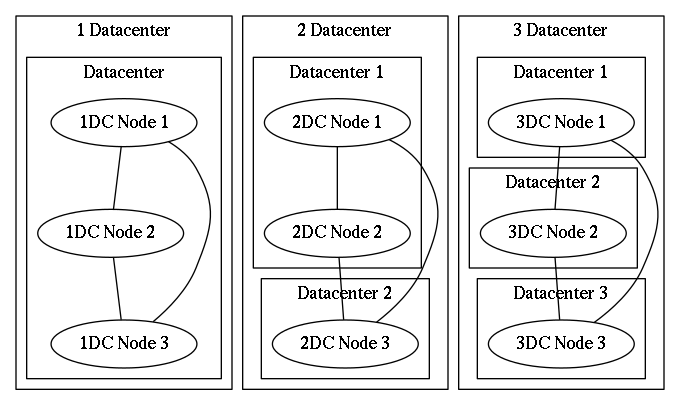 1 Datacenter
Datacenter
1DC Node 1
1DC Node 2
1DC Node 3
2 Datacenter
Datacenter 1
2DC Node 1
2DC Node 2
Datacenter 2
2DC Node 3
3 Datacenter
Datacenter 1
3DC Node 1
Datacenter 2
3DC Node 2
Datacenter 3
3DC Node 3